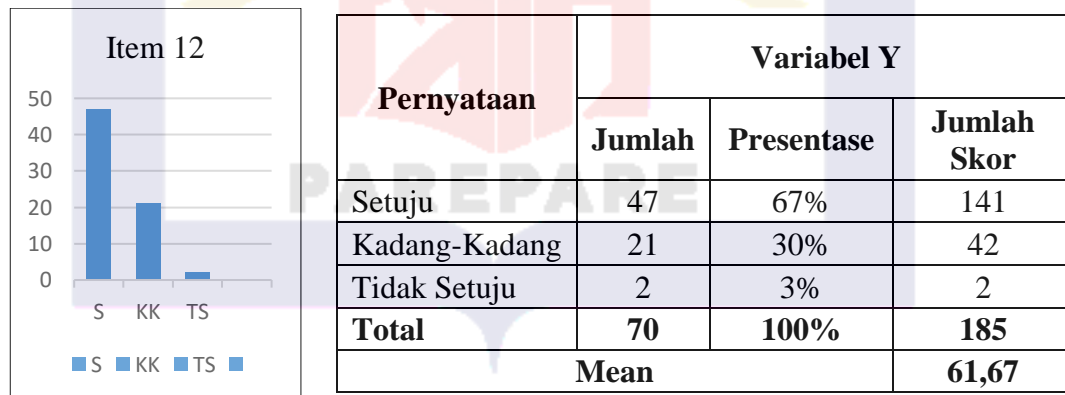 Item 12
50
40
30
20
10
0
S KK TS
S KK TS
Pernyataan
Variabel Y
Jumlah Presentase Jumlah Skor
Setuju 47 67% 141
Kadang-Kadang 21 30% 42
Tidak Setuju 2 3% 2
Total 70 100% 185
Mean 61,67
PAREPARE